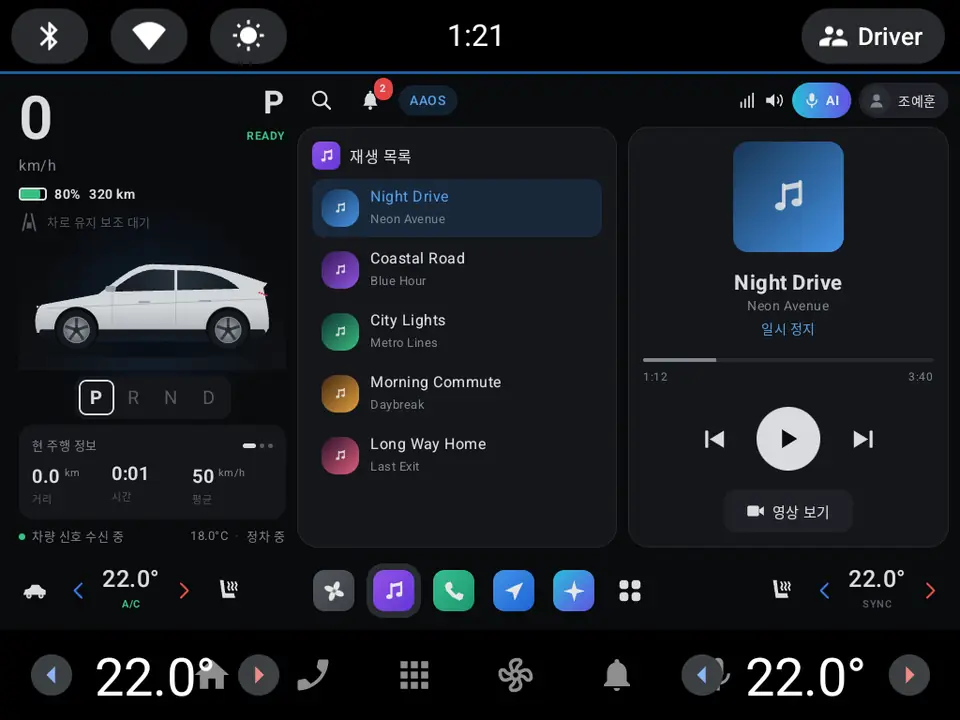 1:21
Driver
0
P
READY
km/h
80% 320 km
차로 유지 보조 대기
P R N D
현 주행 정보
0.0 km
거리
0:01
시간
50 km/h
평균
차량 신호 수신 중
18.0°C · 정차 중
2
AAOS
AI
조예훈
재생 목록
Night Drive
Neon Avenue
Coastal Road
Blue Hour
City Lights
Metro Lines
Morning Commute
Daybreak
Long Way Home
Last Exit
Night Drive
Neon Avenue
일시 정지
1:12
3:40
영상 보기
22.0°
A/C
22.0°
SYNC
22.0°
22.0°